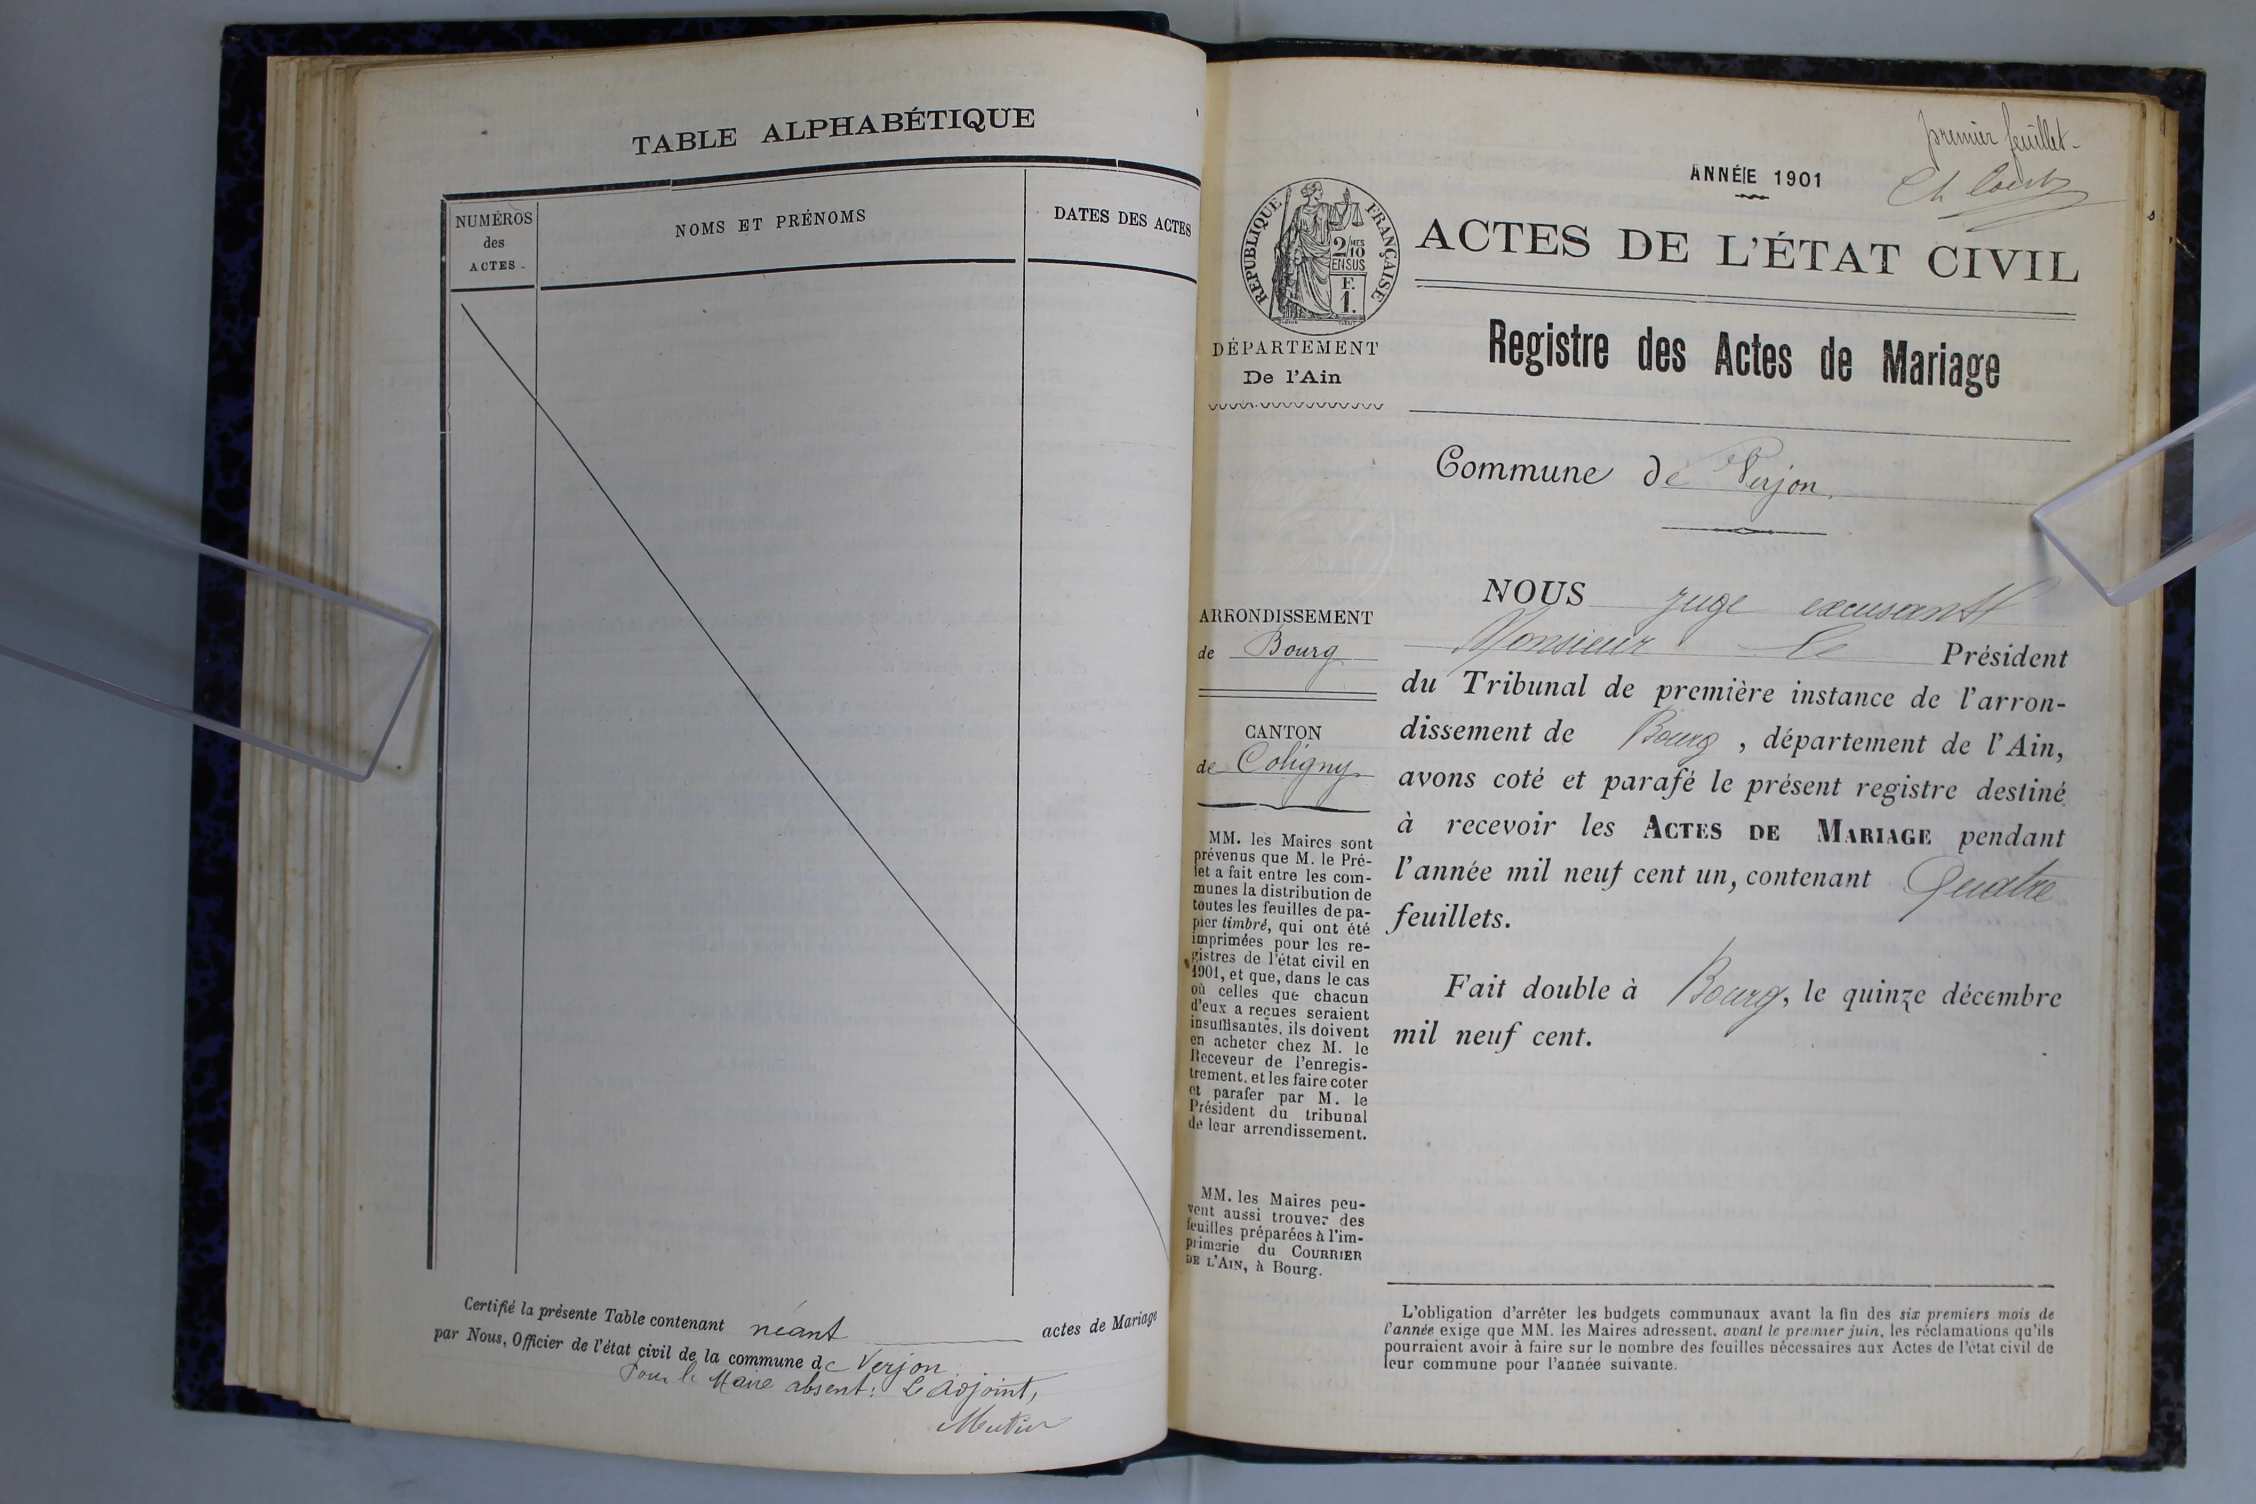 TABLE ALPHABÉTIQUE
NUMÉROS
des
ACTES
NOMS ET PRÉNOMS
DATES DES ACTES
Certifié la présente Table contenant néant actes de Mariage
par Nous, Officier de l'état civil de la commune de Verjon
Pour le Maire absent: Le adjoint,
premier feuillet
ANNÉE 1901
RÉPUBLIQUE FRANÇAISE
2/10
MES
EN SUS
F.
1.
ACTES DE L'ÉTAT CIVIL
DÉPARTEMENT
De l'Ain
Registre des Actes de Mariage
Commune de Verjon.
ARRONDISSEMENT
de Bourg
CANTON
de Coligny
MM. les Maires sont
prévenus que M. le Pré-
fet a fait entre les com-
munes la distribution de
toutes les feuilles de pa-
pier timbré, qui ont été
imprimées pour les re-
gistres de l'état civil en
1901, et que, dans le cas
où celles que chacun
d'eux a reçues seraient
insuffisantes, ils doivent
en acheter chez M. le
Receveur de l'enregis-
trement, et les faire coter
et parafer par M. le
Président du tribunal
de leur arrondissement.
MM. les Maires peu-
vent aussi trouver des
feuilles préparées à l'im-
primerie du COURRIER
DE L'AIN, à Bourg.
NOUS juge excusant
Monsieur le Président
du Tribunal de première instance de l'arron-
dissement de Bourg, département de l'Ain,
avons coté et parafé le présent registre destiné
à recevoir les ACTES DE MARIAGE pendant
l'année mil neuf cent un, contenant Quatre
feuillets.
Fait double à Bourg, le quinze décembre
mil neuf cent.
L'obligation d'arrêter les budgets communaux avant la fin des six premiers mois de
l'année exige que MM. les Maires adressent, avant le premier juin, les réclamations qu'ils
pourraient avoir à faire sur le nombre des feuilles nécessaires aux Actes de l'état civil de
leur commune pour l'année suivante.